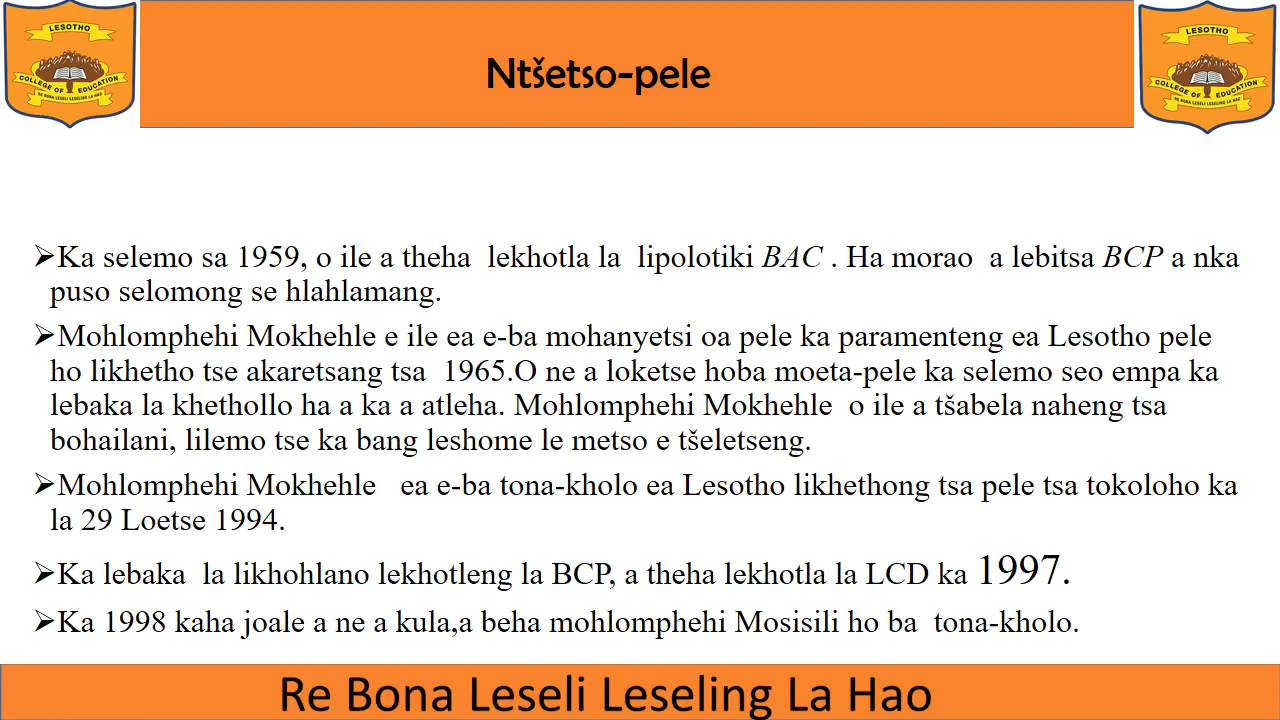 LESOTHO
COLLEGE OF EDUCATION
RE BONA LESELI LESELING LA HAO
Ntšetso-pele
LESOTHO
COLLEGE OF EDUCATION
RE BONA LESELI LESELING LA HAO
➢Ka selemo sa 1959, o ile a theha lekhotla la lipolotiki BAC . Ha morao a lebitsa BCP a nka
puso selomong se hlahlamang.
➢Mohlomphehi Mokhehle e ile ea e-ba mohanyetsi oa pele ka paramenteng ea Lesotho pele
ho likhetho tse akaretsang tsa 1965.O ne a loketse hoba moeta-pele ka selemo seo empa ka
lebaka la khethollo ha a ka a atleha. Mohlomphehi Mokhehle o ile a tšabela naheng tsa
bohailani, lilemo tse ka bang leshome le metso e tšeletseng.
➢Mohlomphehi Mokhehle ea e-ba tona-kholo ea Lesotho likhethong tsa pele tsa tokoloho ka
la 29 Loetse 1994.
➢Ka lebaka la likhohlano lekhotleng la BCP, a theha lekhotla la LCD ka 1997.
➢Ka 1998 kaha joale a ne a kula,a beha mohlomphehi Mosisili ho ba tona-kholo.
Re Bona Leseli Leseling La Hao